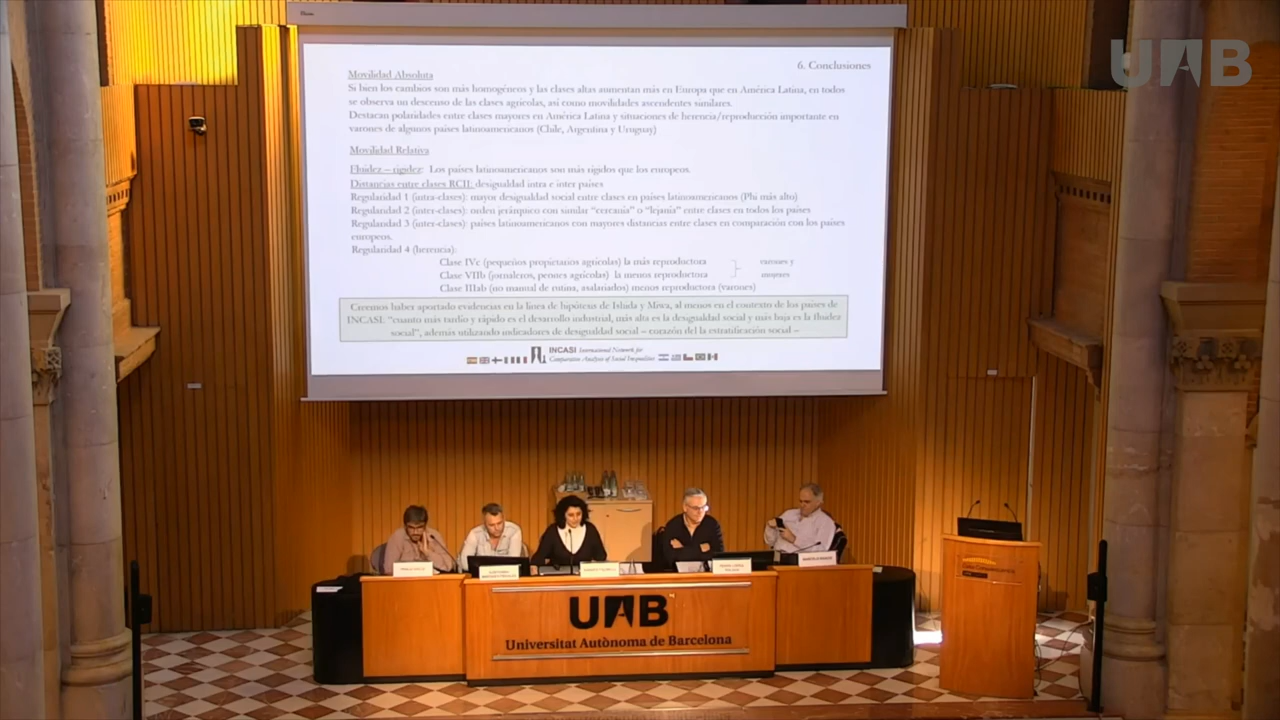 UAB
6. Conclusiones
Movilidad Absoluta
Si bien los cambios son más homogéneos y las clases altas aumentan más en Europa que en América Latina, en todos
se observa un descenso de las clases agrícolas, así como movilidades ascendentes similares.
Destacan polaridades entre clases mayores en América Latina y situaciones de herencia/reproducción importante en
varones de algunos países latinoamericanos (Chile, Argentina y Uruguay)
Movilidad Relativa
Fluidez – rigidez: Los países latinoamericanos son más rígidos que los europeos.
Distancias entre clases RCII: desigualdad intra e inter países
Regularidad 1 (intra-clases): mayor desigualdad social entre clases en países latinoamericanos (Phi más alto)
Regularidad 2 (inter-clases): orden jerárquico con similar “cercanía” o “lejanía” entre clases en todos los países
Regularidad 3 (inter-clases): países latinoamericanos con mayores distancias entre clases en comparación con los países
europeos.
Regularidad 4 (herencia):
Clase IVc (pequeños propietarios agrícolas) la más reproductora
Clase VIIb (jornaleros, peones agrícolas) la menos reproductora
varones y
mujeres
Clase IIIab (no manual de rutina, asalariados) menos reproductora (varones)
Creemos haber aportado evidencias en la línea de hipótesis de Ishida y Miwa, al menos en el contexto de los países de
INCASI: “cuanto más tardío y rápido es el desarrollo industrial, más alta es la desigualdad social y más baja es la fluidez
social”, además utilizando indicadores de desigualdad social – corazón del la estratificación social –
INCASI International Network for
Comparative Analysis of Social Inequalities
UAB
Universitat Autònoma de Barcelona